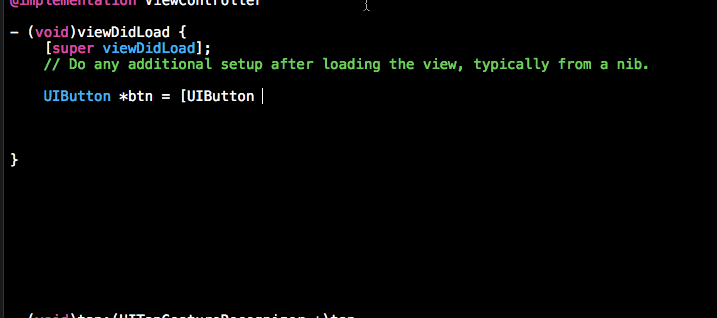 @implementation ViewController
- (void)viewDidLoad {
[super viewDidLoad];
// Do any additional setup after loading the view, typically from a nib.
UIButton *btn = [UIButton
}
- (void)tap:(UITapGestureRecognizer *)tap